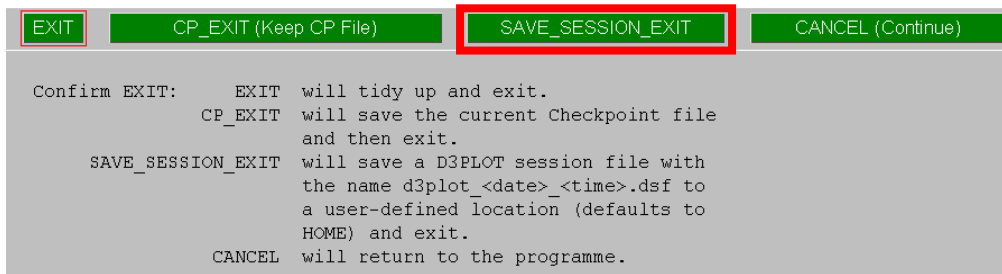 EXIT CP_EXIT (Keep CP File) SAVE_SESSION_EXIT CANCEL (Continue)
Confirm EXIT: EXIT will tidy up and exit.
CP_EXIT will save the current Checkpoint file
and then exit.
SAVE_SESSION_EXIT will save a D3PLOT session file with
the name d3plot_<date>_<time>.dsf to
a user-defined location (defaults to
HOME) and exit.
CANCEL will return to the programme.